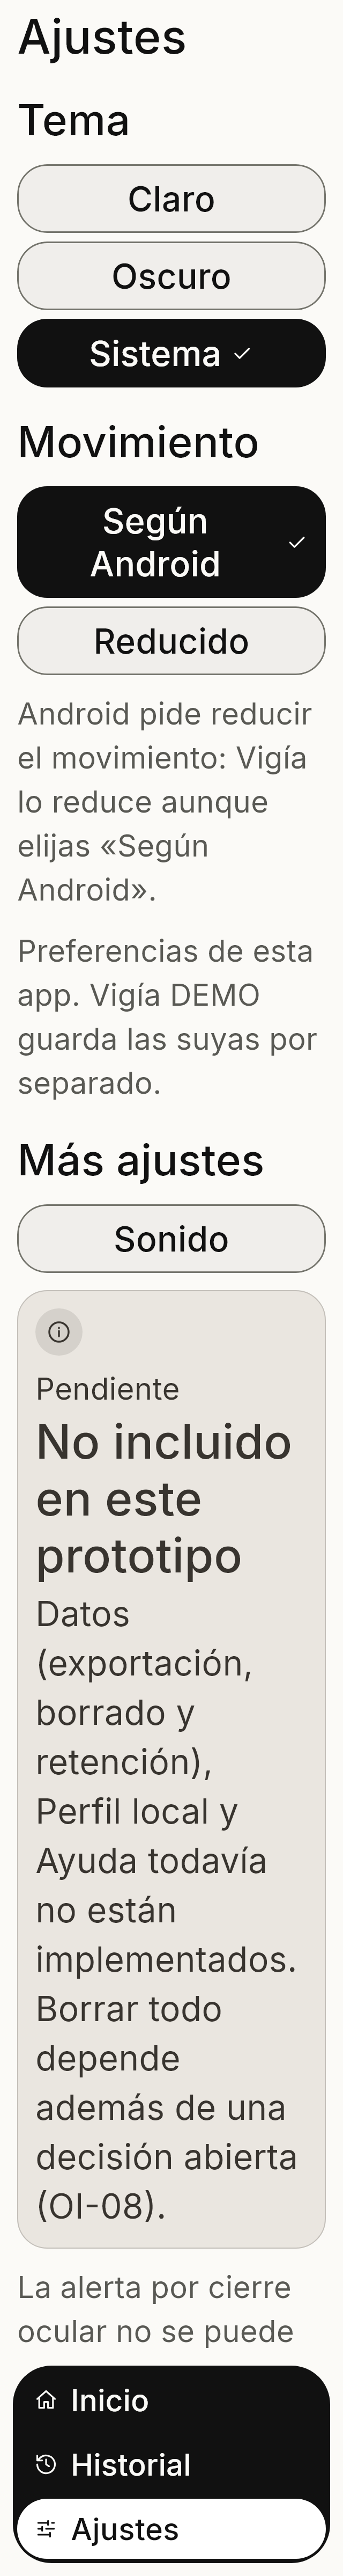 Ajustes
Tema
Claro
Oscuro
Sistema
Movimiento
Según
Android
Reducido
Android pide reducir
el movimiento: Vigía
lo reduce aunque
elijas «Según
Android».
Preferencias de esta
app. Vigía DEMO
guarda las suyas por
separado.
Más ajustes
Sonido
Pendiente
No incluido
en este
prototipo
Datos
(exportación,
borrado y
retención),
Perfil local y
Ayuda todavía
no están
implementados.
Borrar todo
depende
además de una
decisión abierta
(OI-08).
La alerta por cierre
ocular no se puede
Inicio
Historial
Ajustes